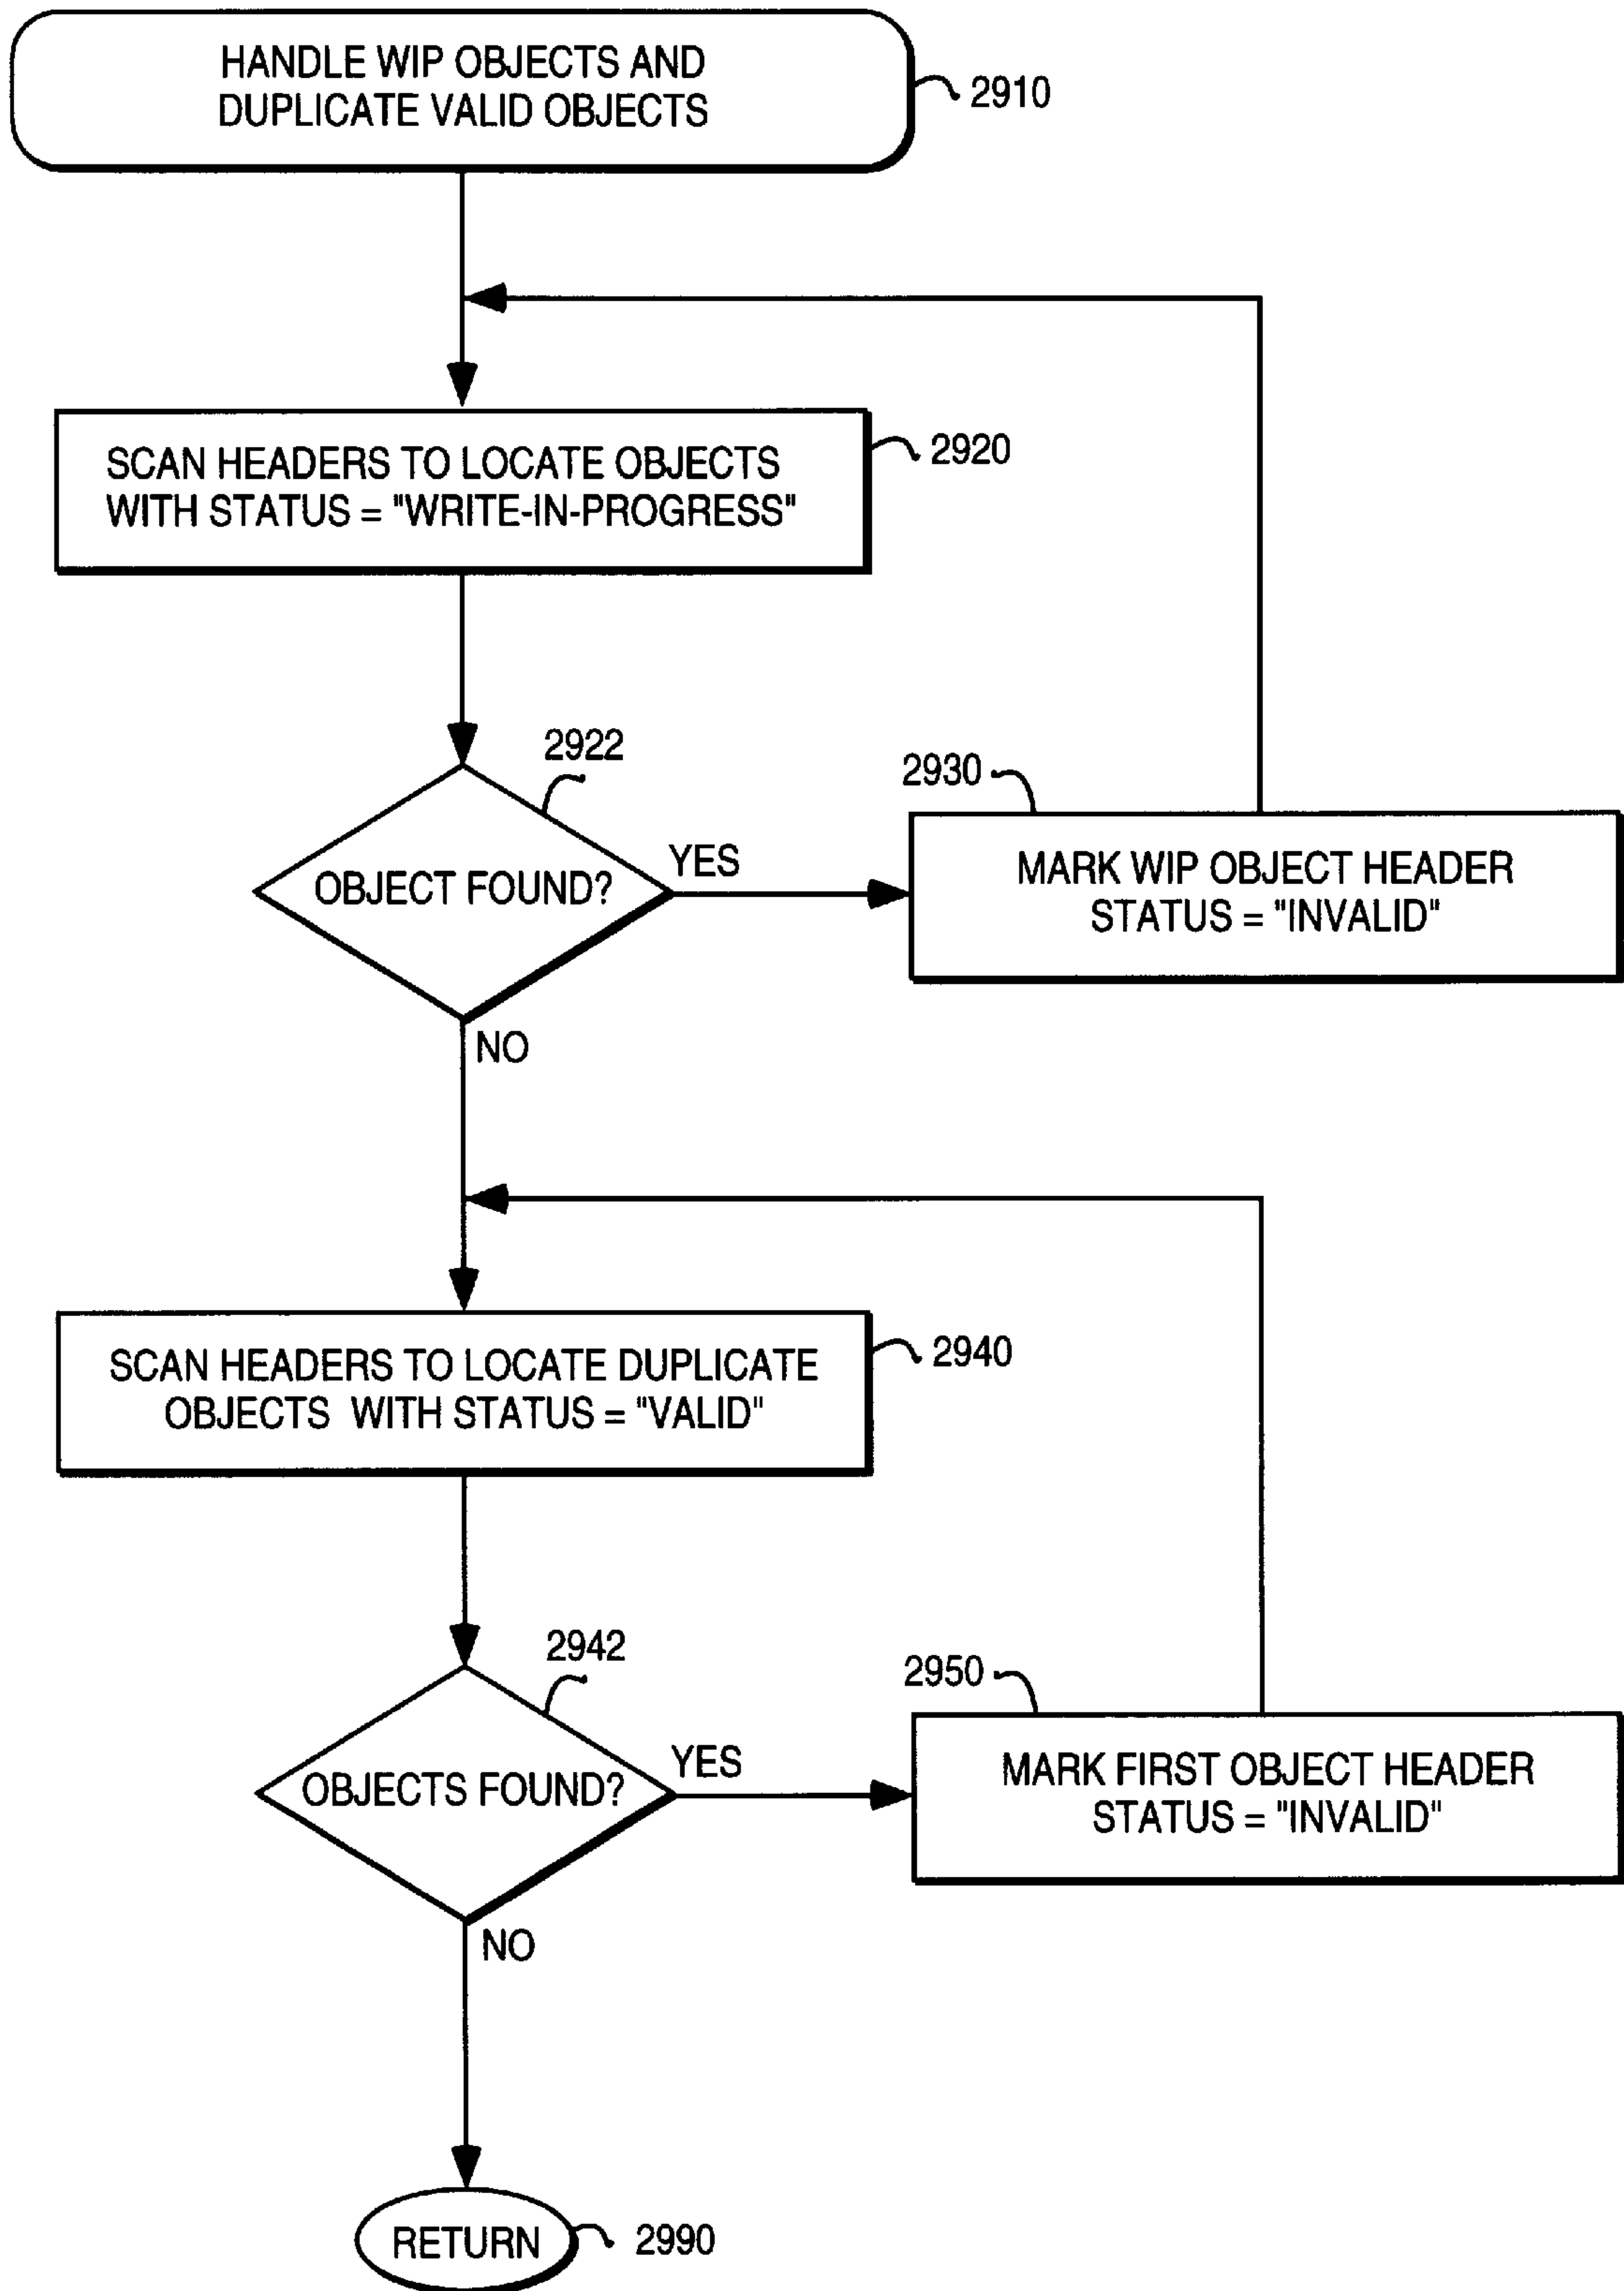 HANDLE WIP OBJECTS AND
DUPLICATE VALID OBJECTS
2910
SCAN HEADERS TO LOCATE OBJECTS
WITH STATUS = "WRITE-IN-PROGRESS"
2920
2922
OBJECT FOUND?
YES
NO
2930
MARK WIP OBJECT HEADER
STATUS = "INVALID"
SCAN HEADERS TO LOCATE DUPLICATE
OBJECTS WITH STATUS = "VALID"
2940
2942
OBJECTS FOUND?
YES
NO
2950
MARK FIRST OBJECT HEADER
STATUS = "INVALID"
RETURN
2990